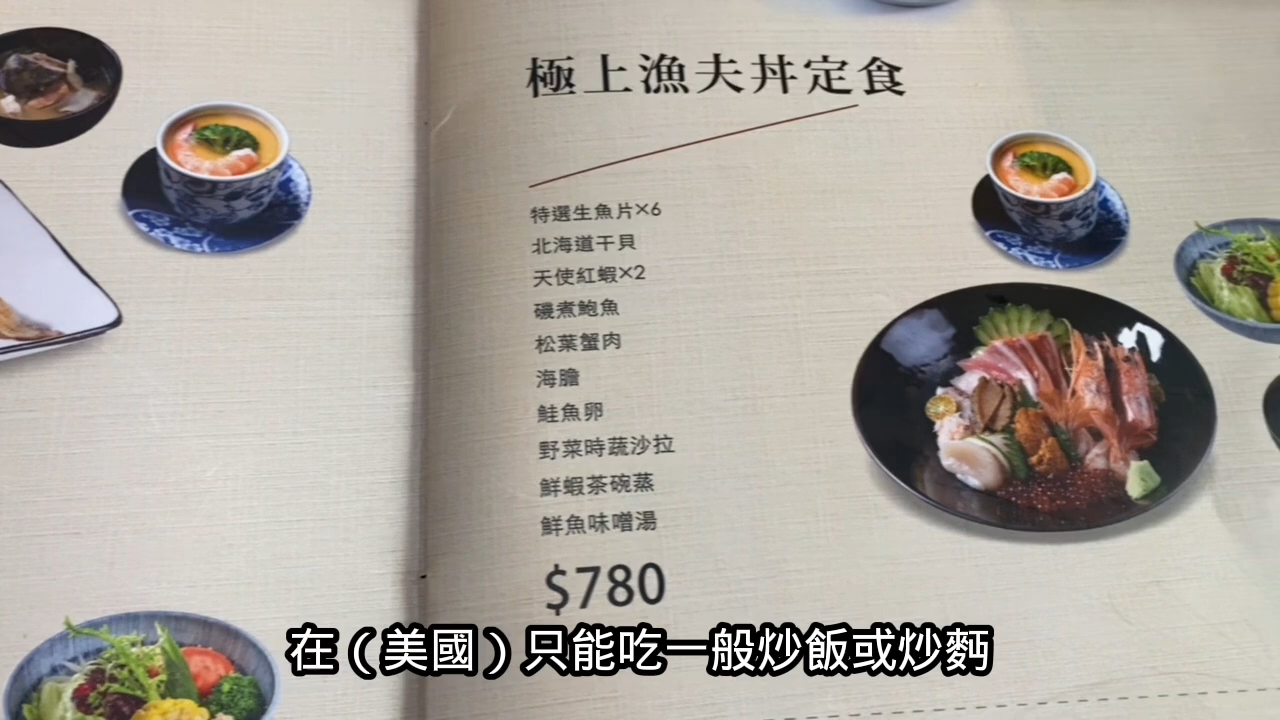 極上漁夫丼定食
特選生魚片×6
北海道干貝
天使紅蝦×2
磯煮鮑魚
松葉蟹肉
海膽
鮭魚卵
野菜時蔬沙拉
鮮蝦茶碗蒸
鮮魚味噌湯
$780
在（美國）只能吃一般炒飯或炒麪